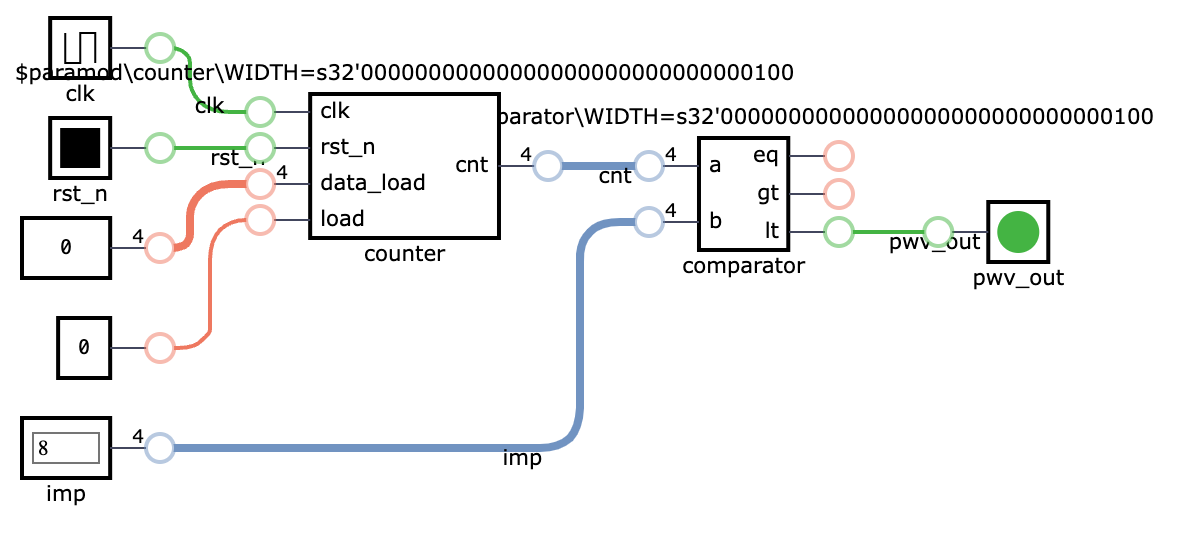 $paramod\counter\WIDTH=s32'00000000000000000000000000000100
clk
clk
clk
parator\WIDTH=s32'00000000000000000000000000000100
rst_n
rst_n
rst_n
data_load
load
cnt
counter
4
4
0
4
0
4
8
imp
imp
4
cnt
4
4
a
b
eq
gt
lt
comparator
pwv_out
pwv_out